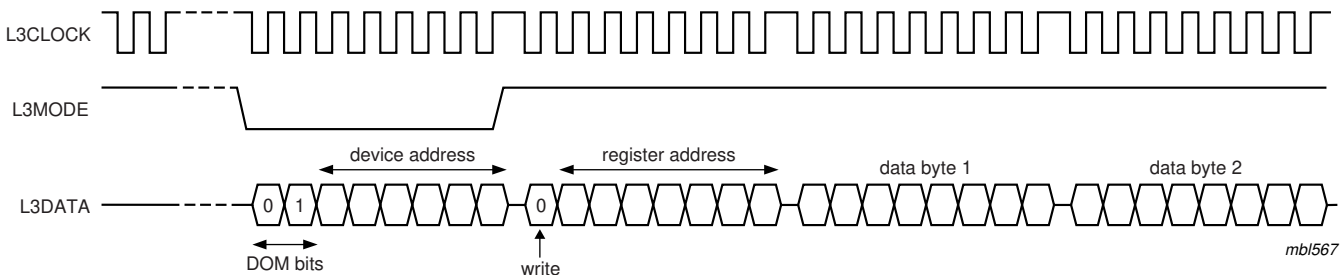 L3CLOCK
L3MODE
device address
register address
data byte 1
data byte 2
L3DATA
0
1
0
DOM bits
write
mbl567